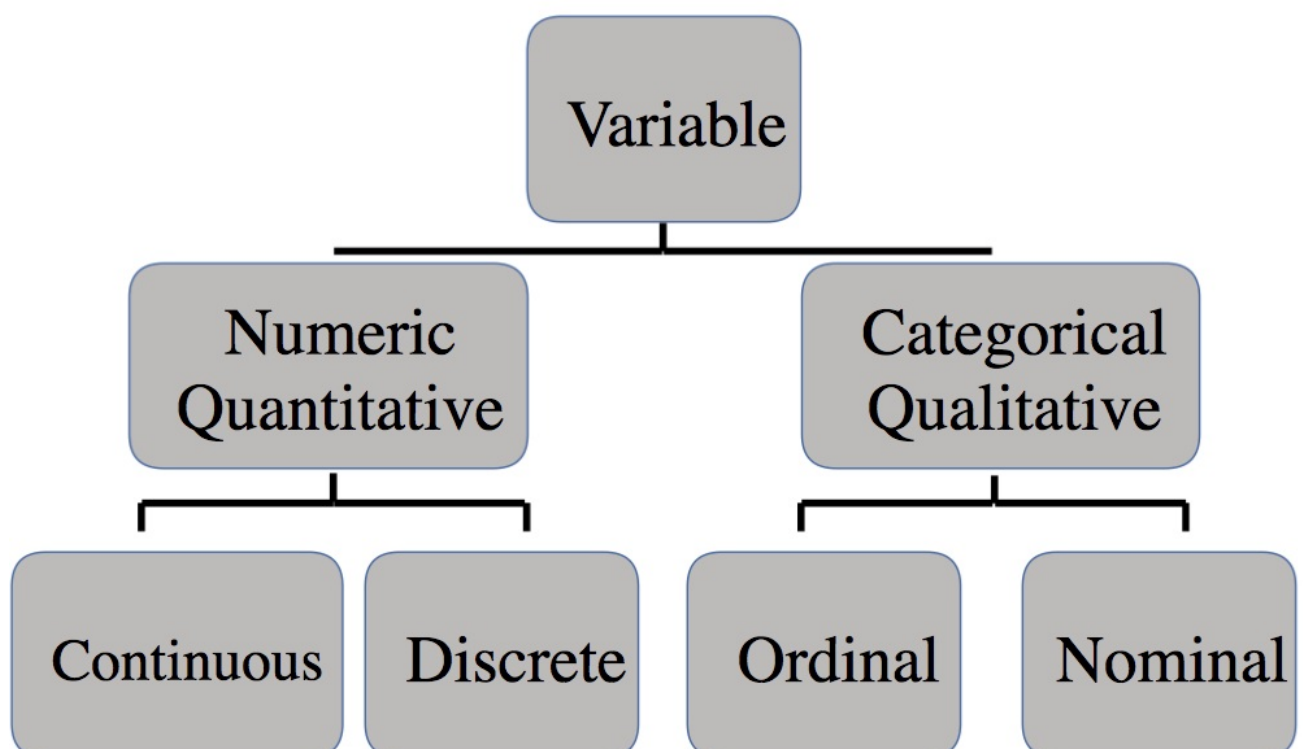 Variable
Numeric
Quantitative
Categorical
Qualitative
Continuous
Discrete
Ordinal
Nominal